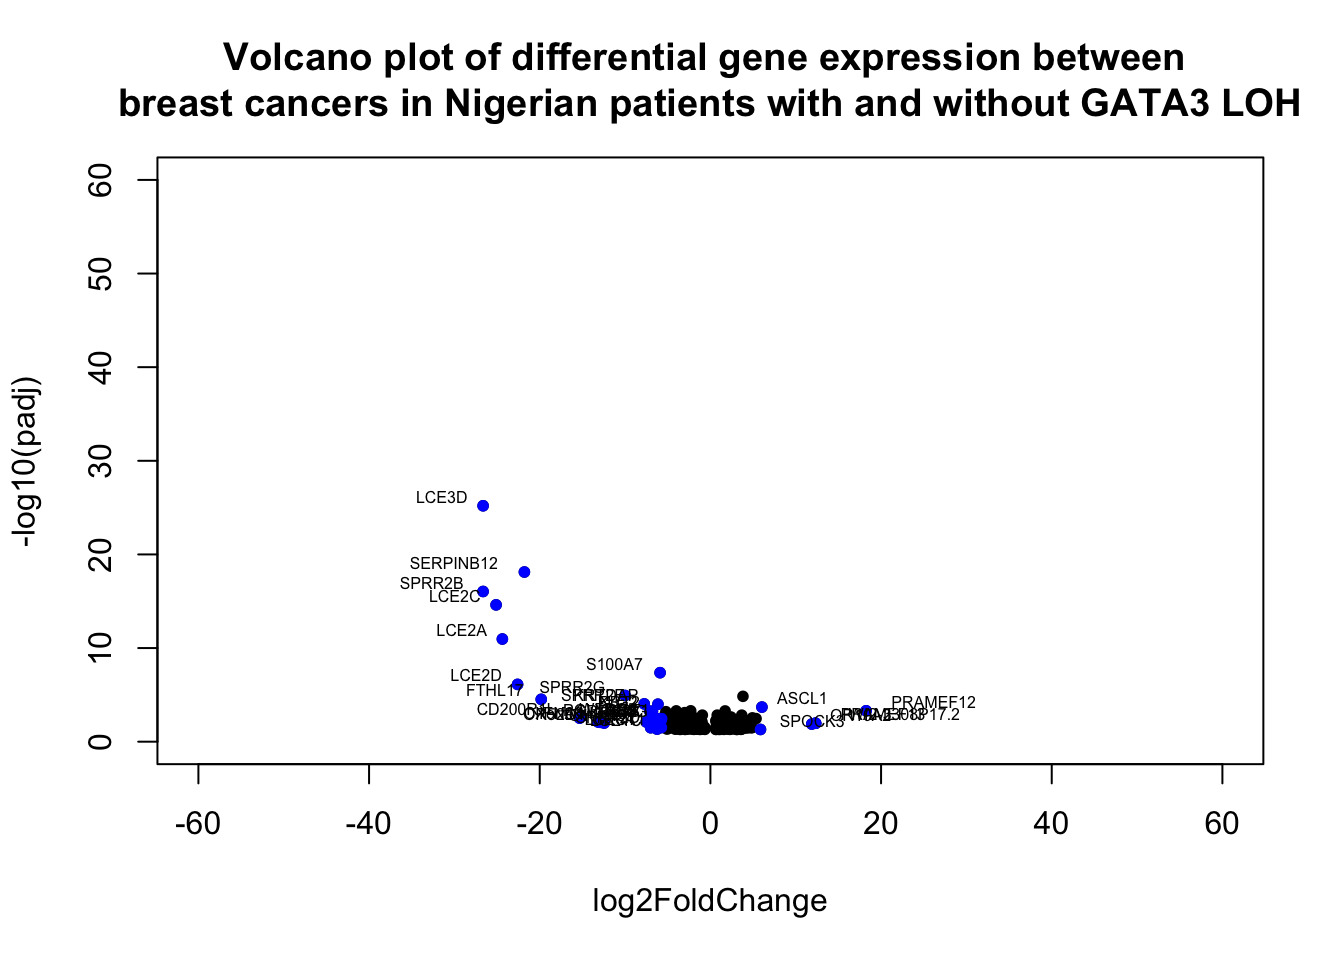 Volcano plot of differential gene expression between
breast cancers in Nigerian patients with and without GATA3 LOH
-log10(padj)
60
50
40
30
20
10
0
LCE3D
SERPINB12
SPRR2B
LCE2C
LCE2A
S100A7
LCE2D
FTHL17
SPRR2G
ASCL1
PRAMEF12
SPOCK3
-60
-40
-20
0
20
40
60
log2FoldChange